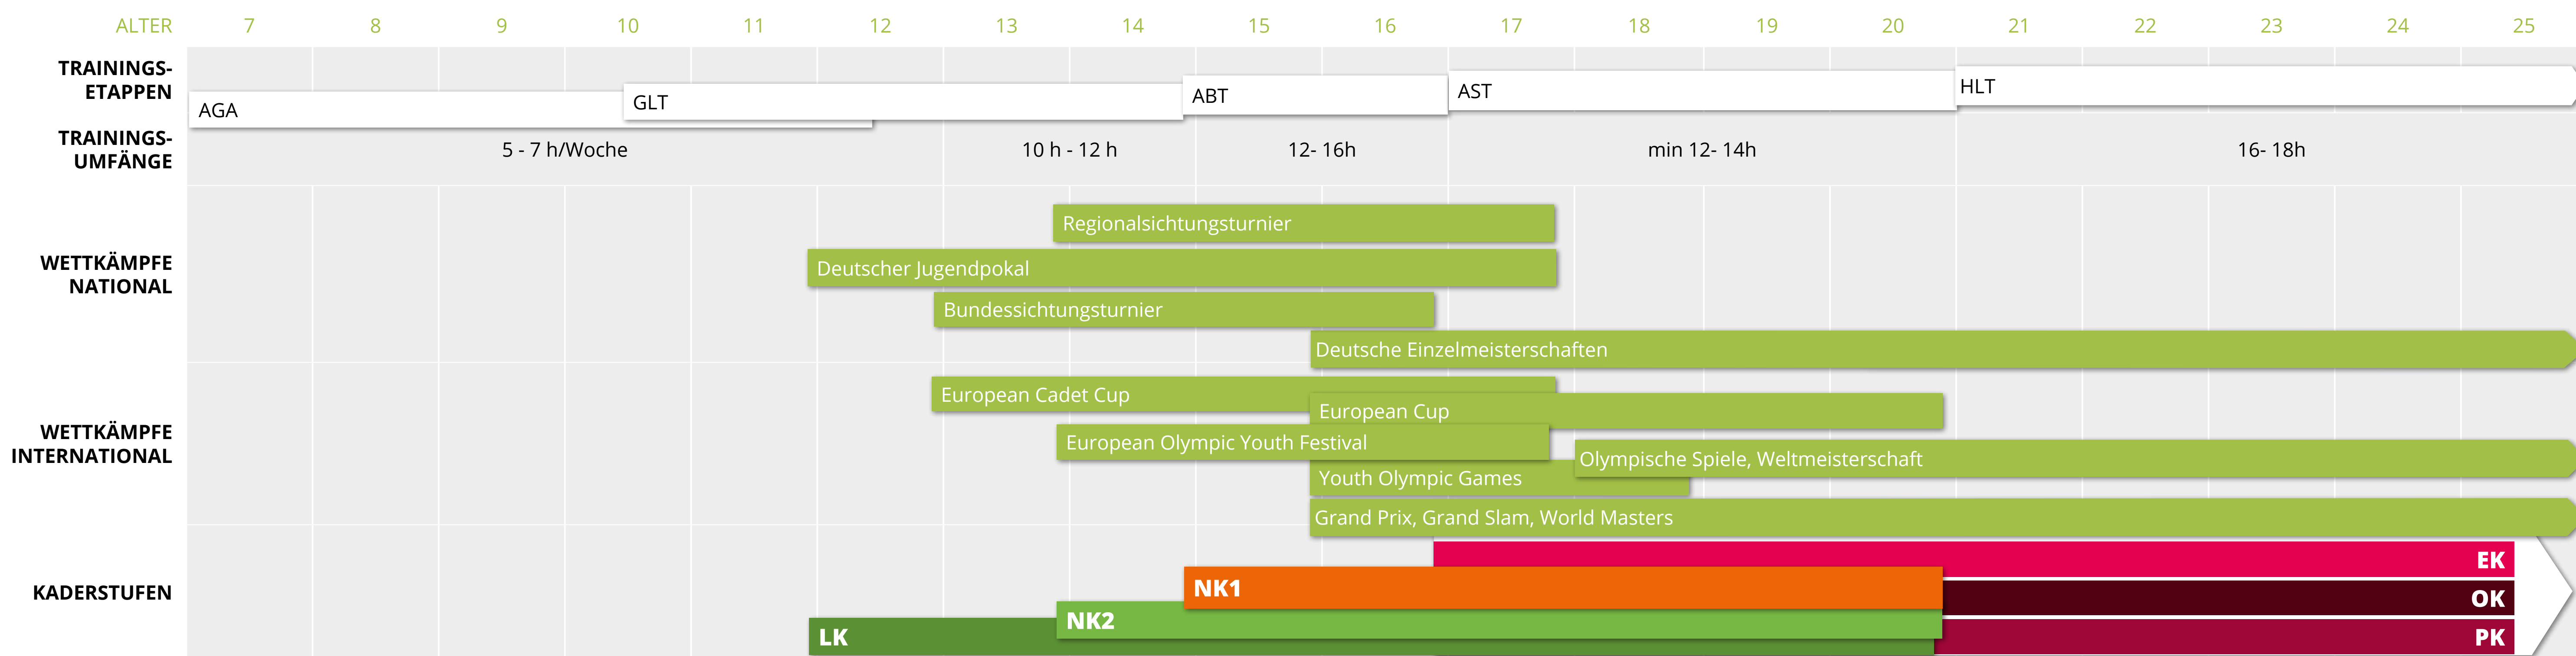 ALTER 7 8 9 10 11 12 13 14 15 16 17 18 19 20 21 22 23 24 25
TRAININGS-
ETAPPEN
AGA
GLT
ABT
AST
HLT
TRAININGS-
UMFÄNGE
5 - 7 h/Woche
10 h - 12 h
12- 16h
min 12- 14h
16- 18h
WETTKÄMPFE
NATIONAL
Regionalsichtungsturnier
Deutscher Jugendpokal
Bundessichtungsturnier
Deutsche Einzelmeisterschaften
WETTKÄMPFE
INTERNATIONAL
European Cadet Cup
European Cup
European Olympic Youth Festival
Olympische Spiele, Weltmeisterschaft
Youth Olympic Games
Grand Prix, Grand Slam, World Masters
KADERSTUFEN
EK
NK1
OK
NK2
LK
PK